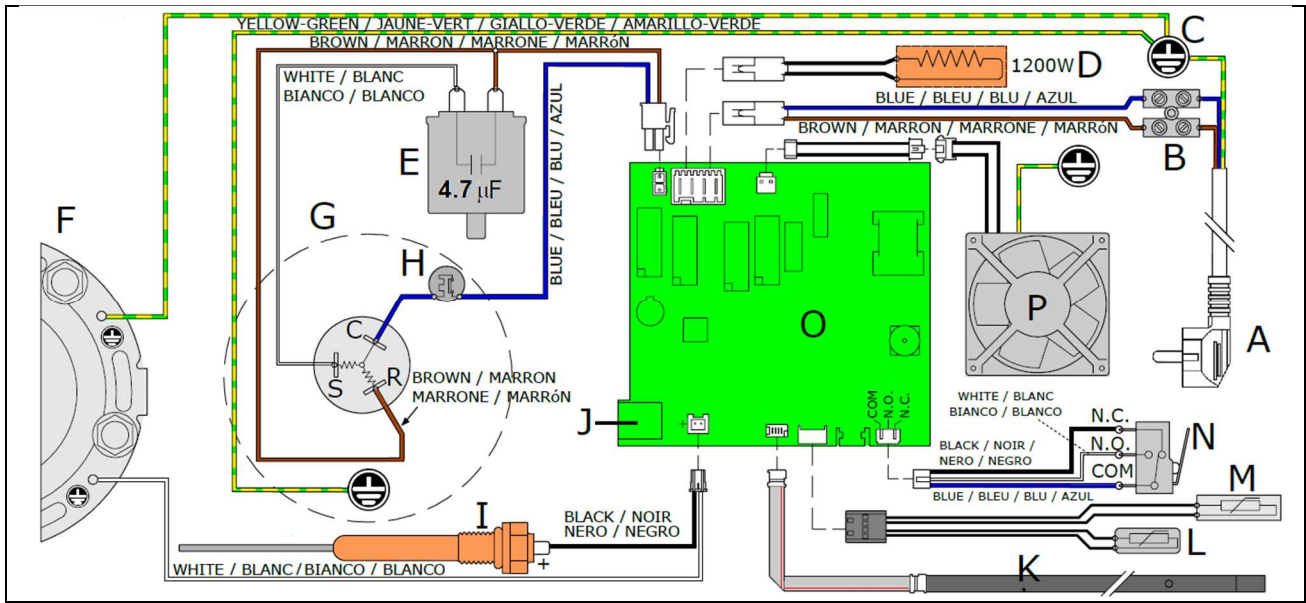 YELLOW-GREEN / JAUNE-VERT / GIALLO-VERDE / AMARILLO-VERDE
BROWN / MARRON / MARRONE / MARRóN
C
WHITE / BLANC
BIANCO / BLANCO
1200W D
BLUE / BLEU / BLU / AZUL
BROWN / MARRON / MARRONE / MARRóN
B
E
4.7 µF
BLUE / BLEU / BLU / AZUL
F
G
H
C
S
R
BROWN / MARRON
MARRONE / MARRóN
O
P
A
J
+
COM
N.O.
N.C.
WHITE / BLANC
BIANCO / BLANCO
N.C.
N.O.
COM
N
BLACK / NOIR /
NERO / NEGRO
BLUE / BLEU / BLU / AZUL
M
L
K
I
BLACK / NOIR
NERO / NEGRO
+
WHITE / BLANC / BIANCO / BLANCO